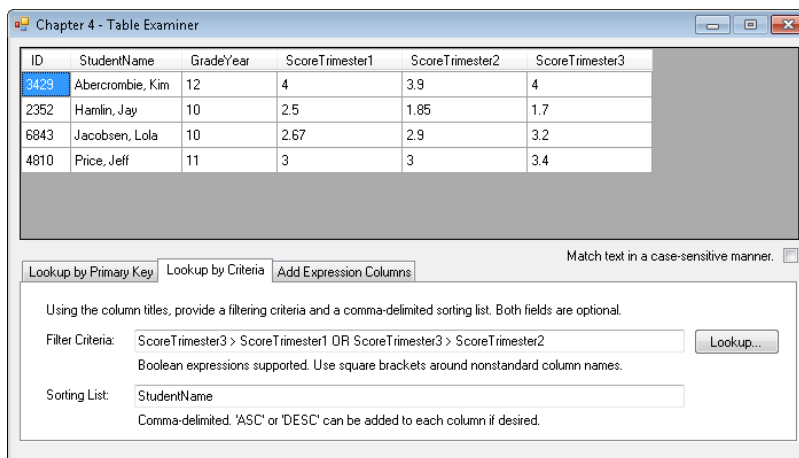 Chapter 4 - Table Examiner
ID StudentName GradeYear ScoreTrimester1 ScoreTrimester2 ScoreTrimester3
3429 Abercrombie, Kim 12 4 3.9 4
2352 Hamlin, Jay 10 2.5 1.85 1.7
6843 Jacobsen, Lola 10 2.67 2.9 3.2
4810 Price, Jeff 11 3 3 3.4
Match text in a case-sensitive manner.
Lookup by Primary Key Lookup by Criteria Add Expression Columns
Using the column titles, provide a filtering criteria and a comma-delimited sorting list. Both fields are optional.
Filter Criteria: ScoreTrimester3 > ScoreTrimester1 OR ScoreTrimester3 > ScoreTrimester2 Lookup...
Boolean expressions supported. Use square brackets around nonstandard column names.
Sorting List: StudentName
Comma-delimited. 'ASC' or 'DESC' can be added to each column if desired.